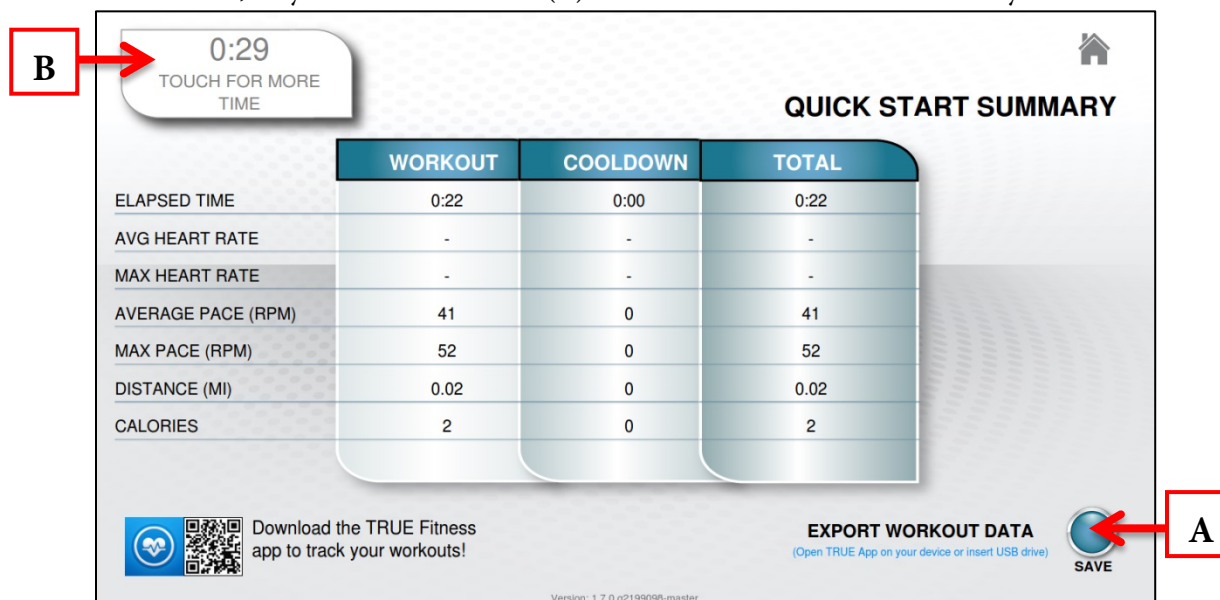 B
0:29
TOUCH FOR MORE
TIME
QUICK START SUMMARY
WORKOUT COOLDOWN TOTAL
ELAPSED TIME 0:22 0:00 0:22
AVG HEART RATE - - -
MAX HEART RATE - - -
AVERAGE PACE (RPM) 41 0 41
MAX PACE (RPM) 52 0 52
DISTANCE (MI) 0.02 0 0.02
CALORIES 2 0 2
Download the TRUE Fitness
app to track your workouts!
EXPORT WORKOUT DATA
(Open TRUE App on your device or insert USB drive)
SAVE
A